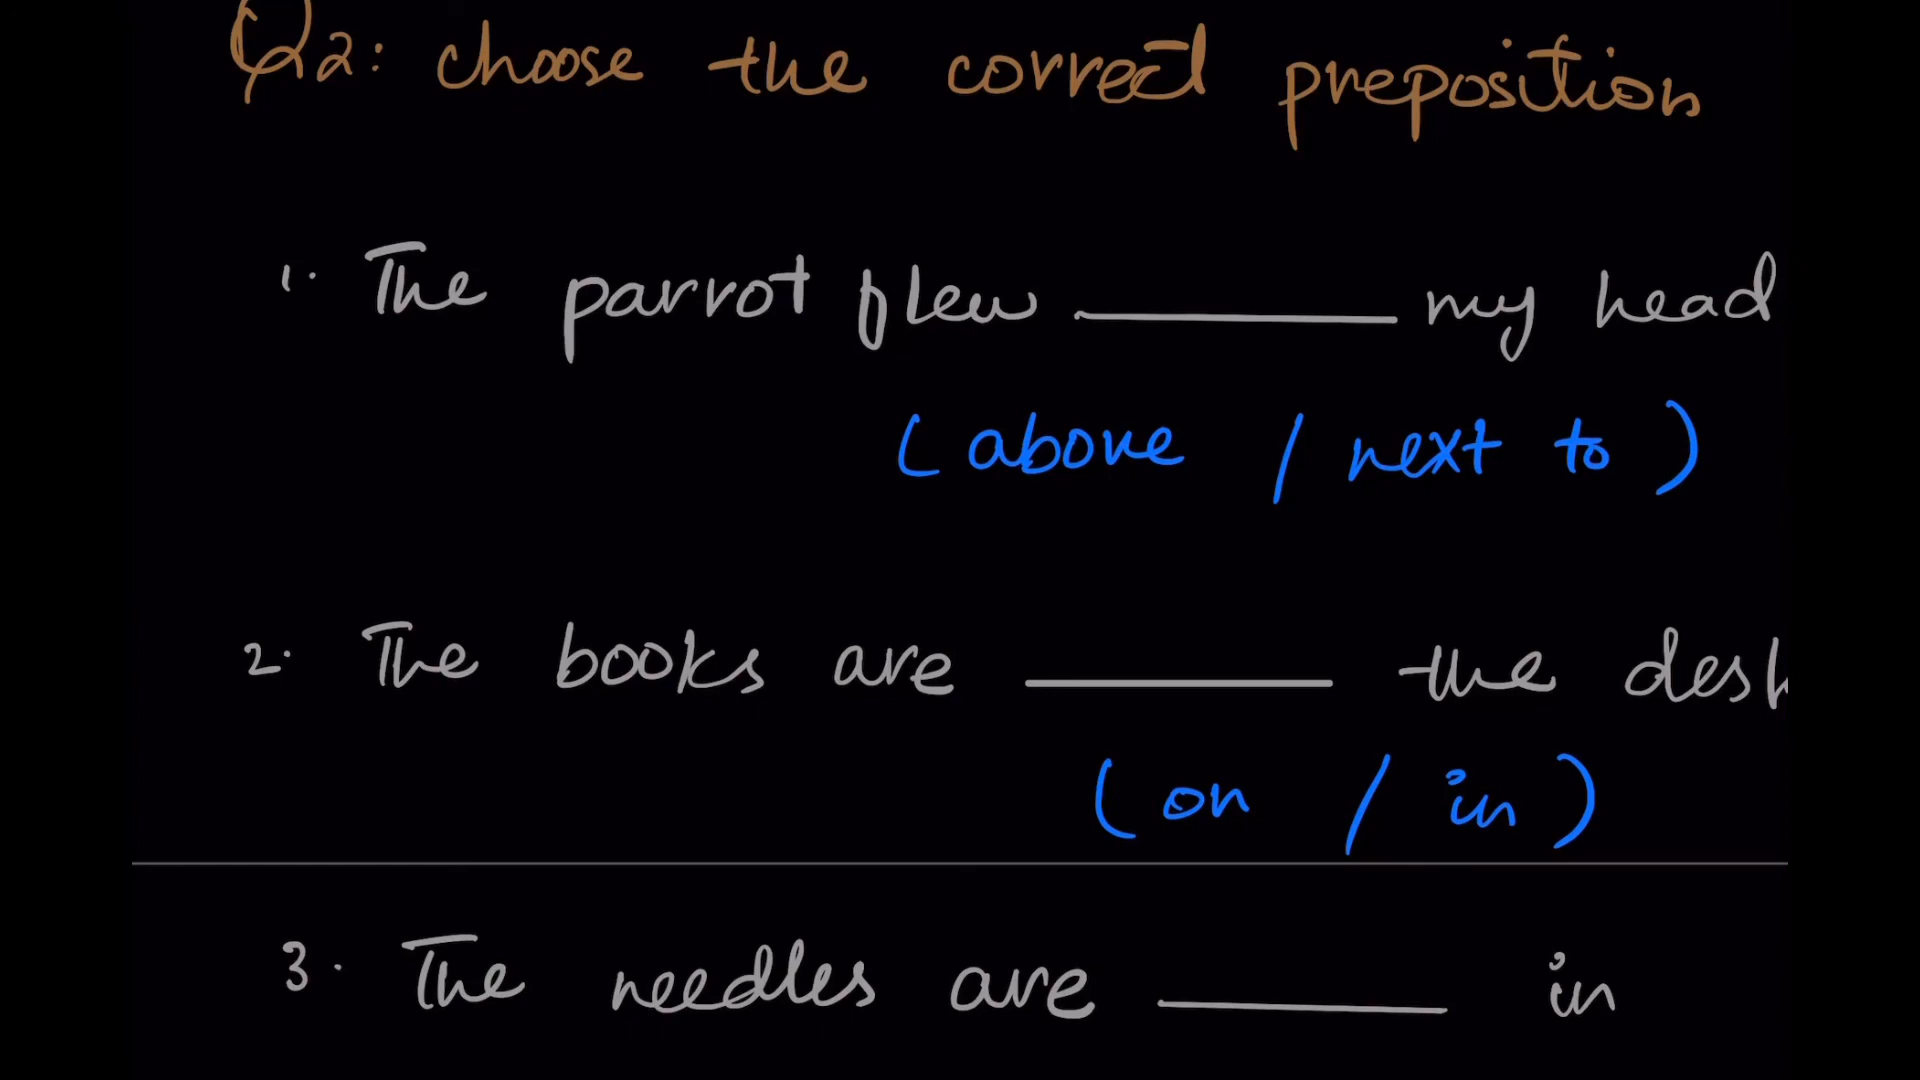 Q2: choose the correct preposition
1. The parrot flew ________ my head
(above / next to)
2. The books are ________ the desk
(on / in)
3. The needles are ________ in